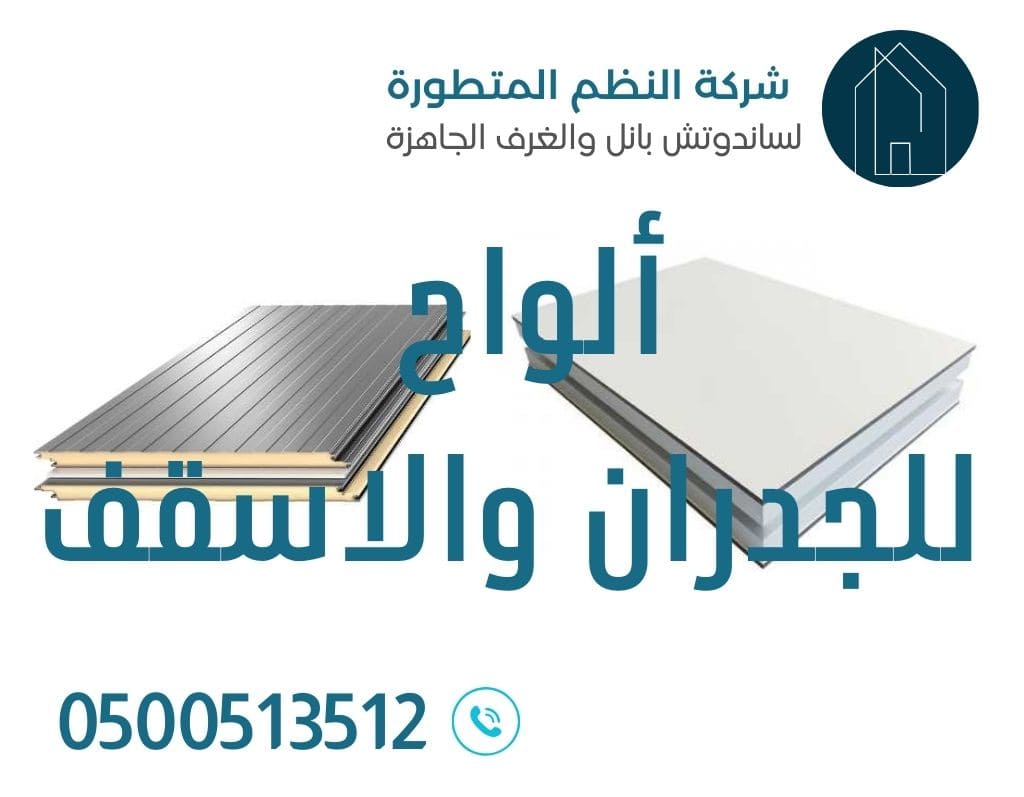 شركة النظم المتطورة
لساندوتش بانل والغرف الجاهزة
ألواح
للجدران والاسقف
0500513512